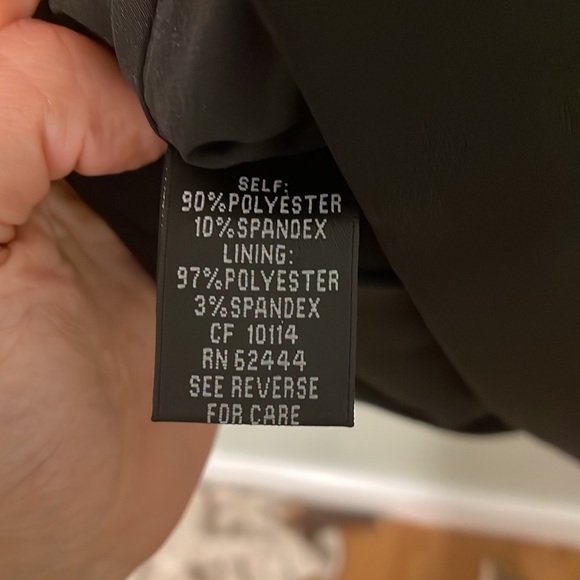 SELF:
90%POLYESTER
10%SPANDEX
LINING:
97%POLYESTER
3%SPANDEX
CF 10114
RN 62444
SEE REVERSE
FOR CARE